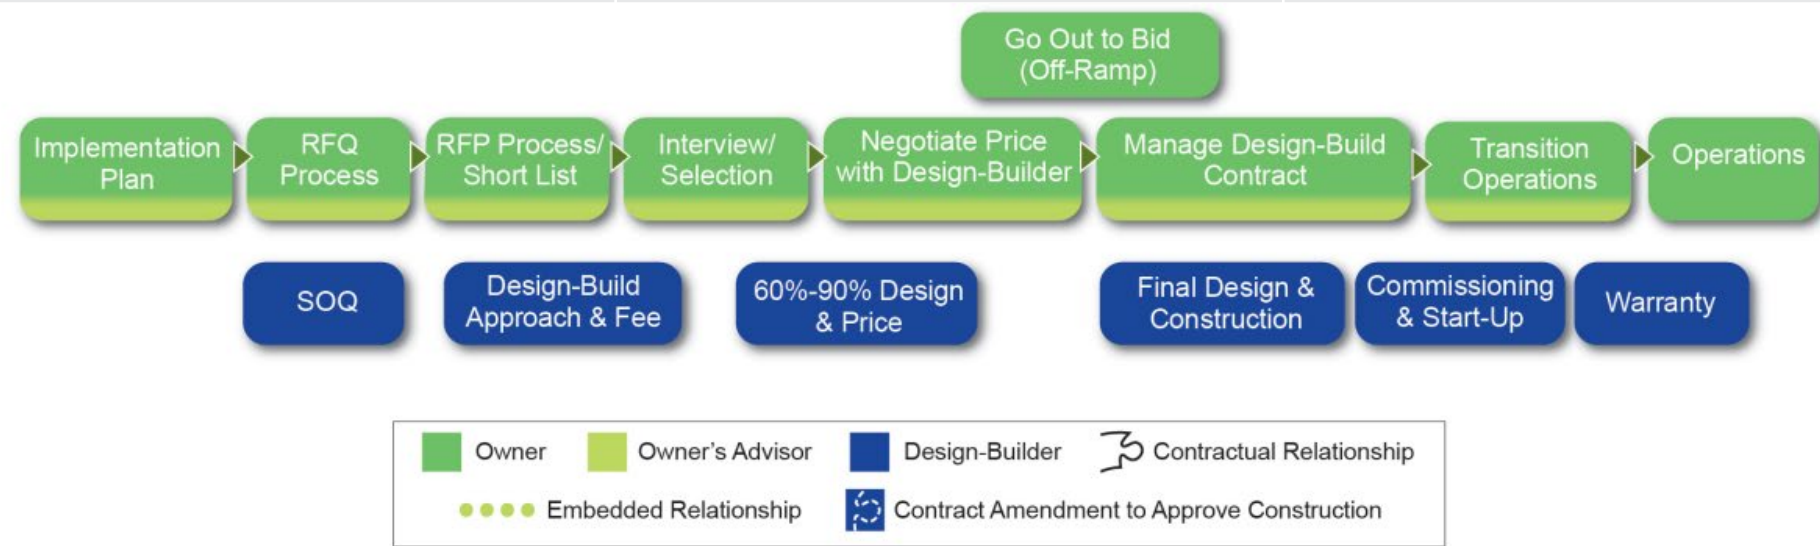 Go Out to Bid
(Off-Ramp)
Implementation
Plan
RFQ
Process
RFP Process/
Short List
Interview/
Selection
Negotiate Price
with Design-Builder
Manage Design-Build
Contract
Transition
Operations
Operations
SOQ
Design-Build
Approach & Fee
60%-90% Design
& Price
Final Design &
Construction
Commissioning
& Start-Up
Warranty
Owner
Owner's Advisor
Design-Builder
Contractual Relationship
Embedded Relationship
Contract Amendment to Approve Construction